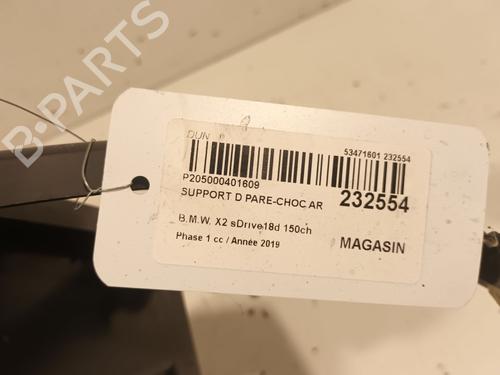 DUN
53471601 232554
P205000401609
SUPPORT D PARE-CHOC AR
232554
B.M.W. X2 sDrive18d 150ch
Phase 1 cc / Année 2019
MAGASIN
B-PARTS